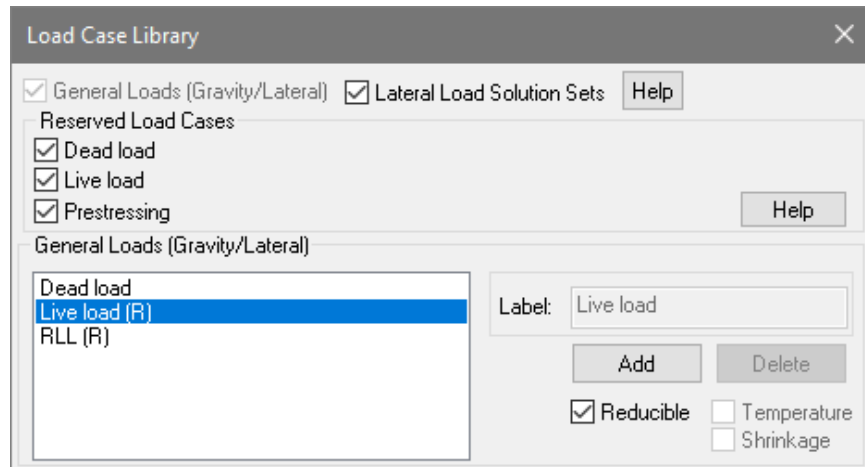 Load Case Library
General Loads (Gravity/Lateral) Lateral Load Solution Sets Help
Reserved Load Cases
Dead load
Live load
Prestressing
Help
General Loads (Gravity/Lateral)
Dead load
Live load (R)
RLL (R)
Label: Live load
Add Delete
Reducible Temperature
Shrinkage